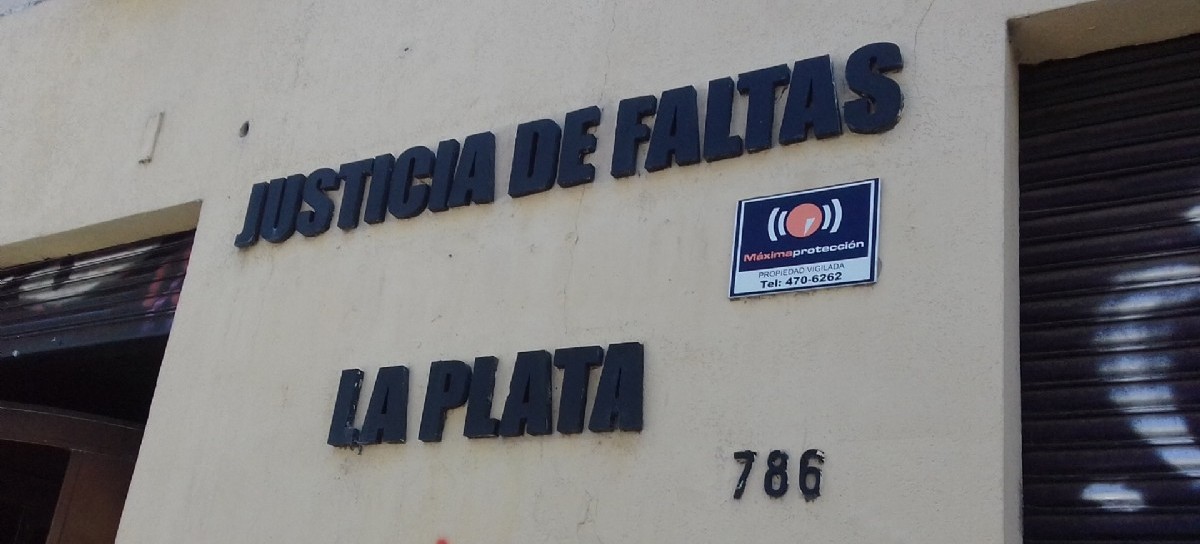 JUSTICIA DE FALTAS
Máximaprotección
PROPIEDAD VIGILADA
Tel: 470-6262
LA PLATA
786